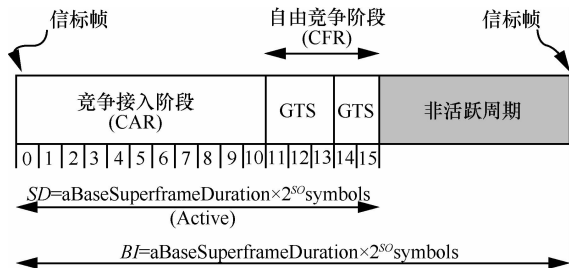 信标帧
自由竞争阶段
(CFR)
信标帧
竞争接入阶段
(CAR)
GTS
GTS
非活跃周期
0 1 2 3 4 5 6 7 8 9 10 11 12 13 14 15
SD=aBaseSuperframeDuration×2^SO symbols
(Active)
BI=aBaseSuperframeDuration×2^SO symbols